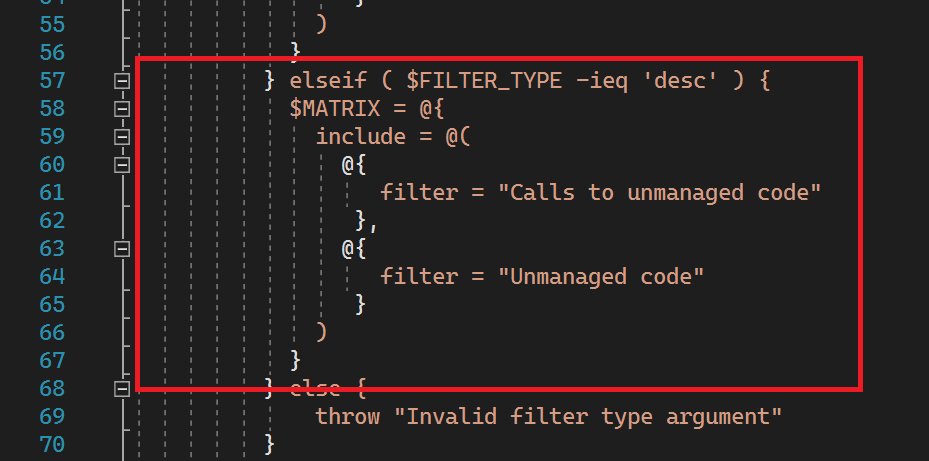 55 )
56 }
57 } elseif ( $FILTER_TYPE -ieq 'desc' ) {
58 $MATRIX = @{
59 include = @(
60 @{
61 filter = "Calls to unmanaged code"
62 },
63 @{
64 filter = "Unmanaged code"
65 }
66 )
67 }
68 } else {
69 throw "Invalid filter type argument"
70 }